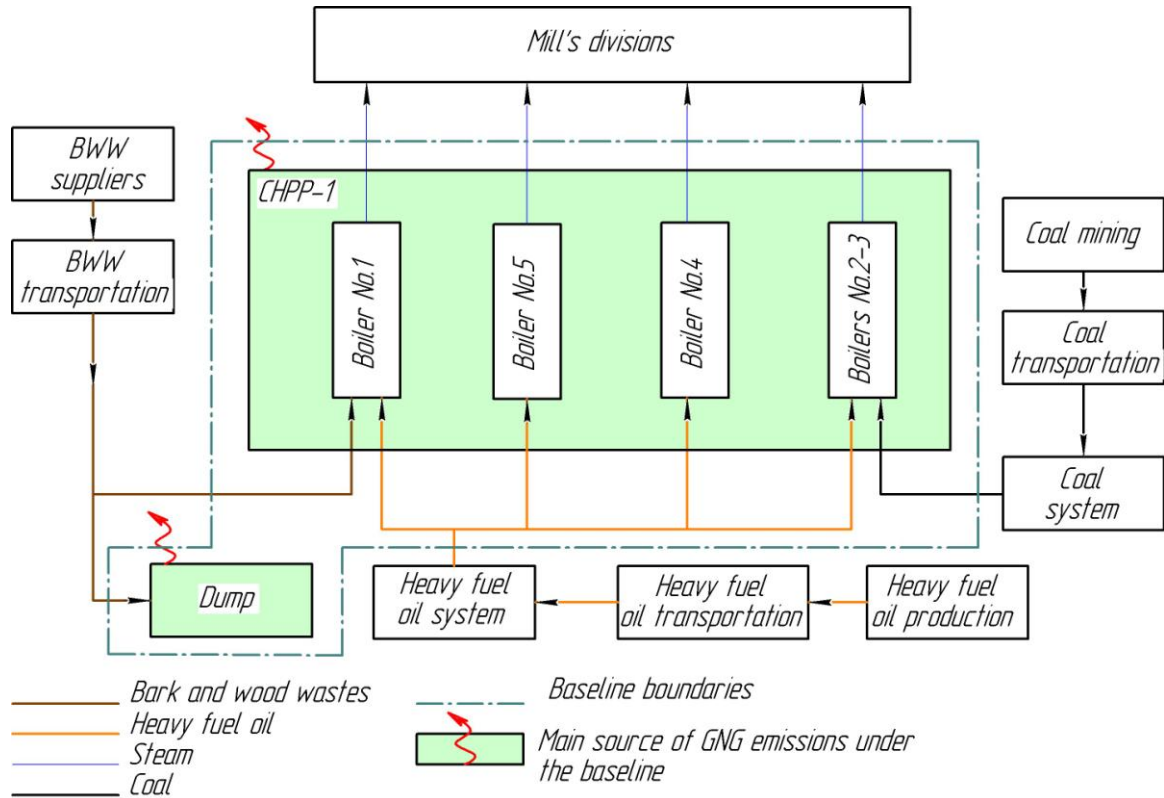 Mill's divisions
BWW
suppliers
BWW
transportation
CHPP-1
Boiler No.1
Boiler No.5
Boiler No.4
Boilers No.2-3
Coal mining
Coal
transportation
Coal
system
Dump
Heavy fuel
oil system
Heavy fuel
oil transportation
Heavy fuel
oil production
Bark and wood wastes
Heavy fuel oil
Steam
Coal
Baseline boundaries
Main source of GNG emissions under
the baseline